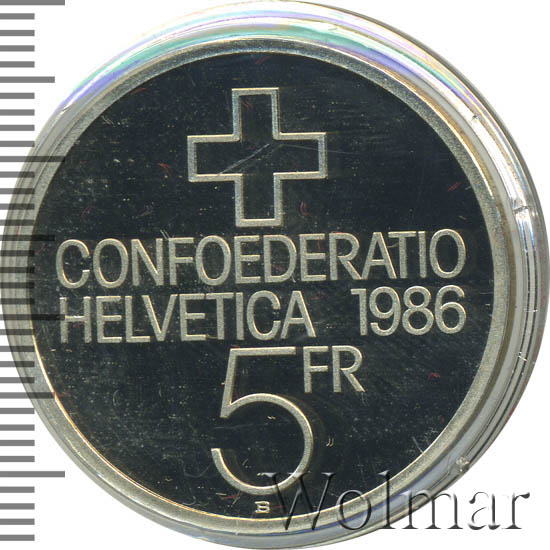 CONFOEDERATIO
HELVETICA 1986
5 FR
B
Wolmar